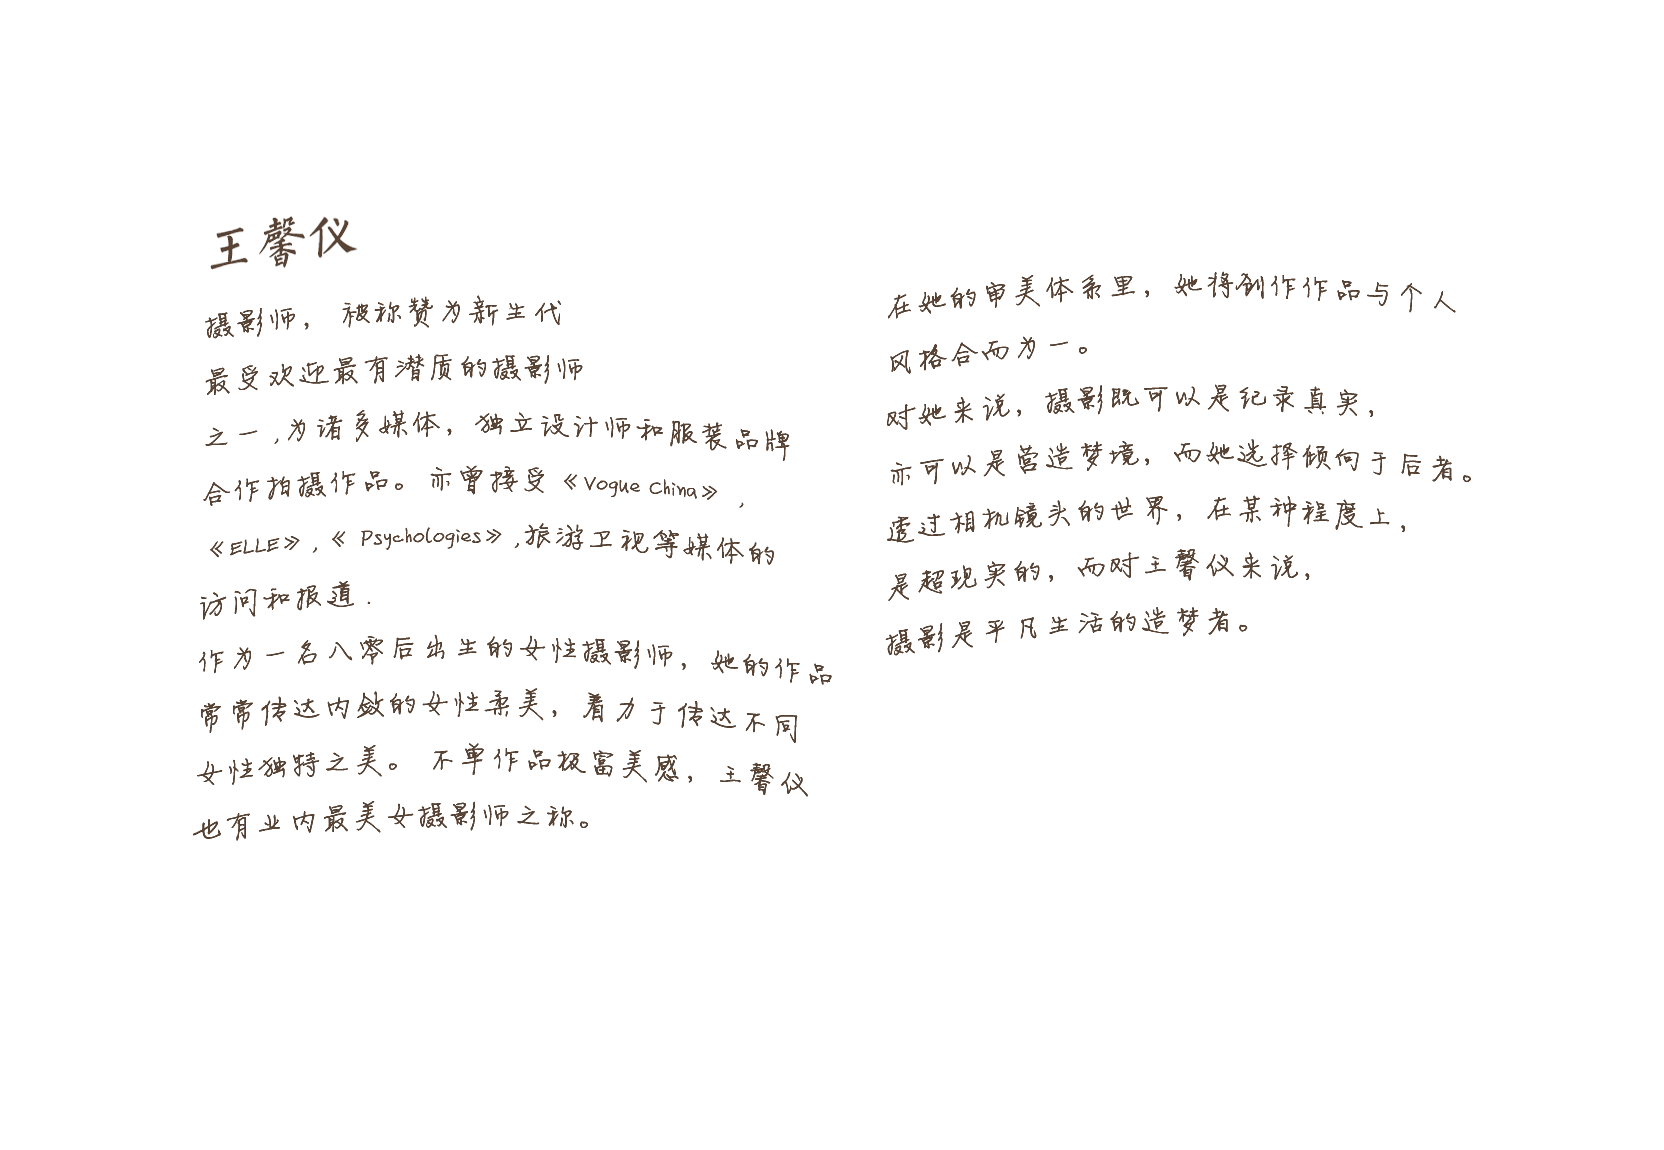 王馨仪
摄影师， 被称赞为新生代
最受欢迎最有潜质的摄影师
之一,为诸多媒体，独立设计师和服装品牌
合作拍摄作品。亦曾接受《Vogue China》，
《ELLE》,《 Psychologies》,旅游卫视等媒体的
访问和报道.
作为一名八零后出生的女性摄影师，她的作品
常常传达内敛的女性柔美，着力于传达不同
女性独特之美。 不单作品极富美感，王馨仪
也有业内最美女摄影师之称。
在她的审美体系里，她将创作作品与个人
风格合而为一。
对她来说，摄影既可以是纪录真实，
亦可以是营造梦境，而她选择倾向于后者。
透过相机镜头的世界，在某种程度上，
是超现实的，而对王馨仪来说，
摄影是平凡生活的造梦者。